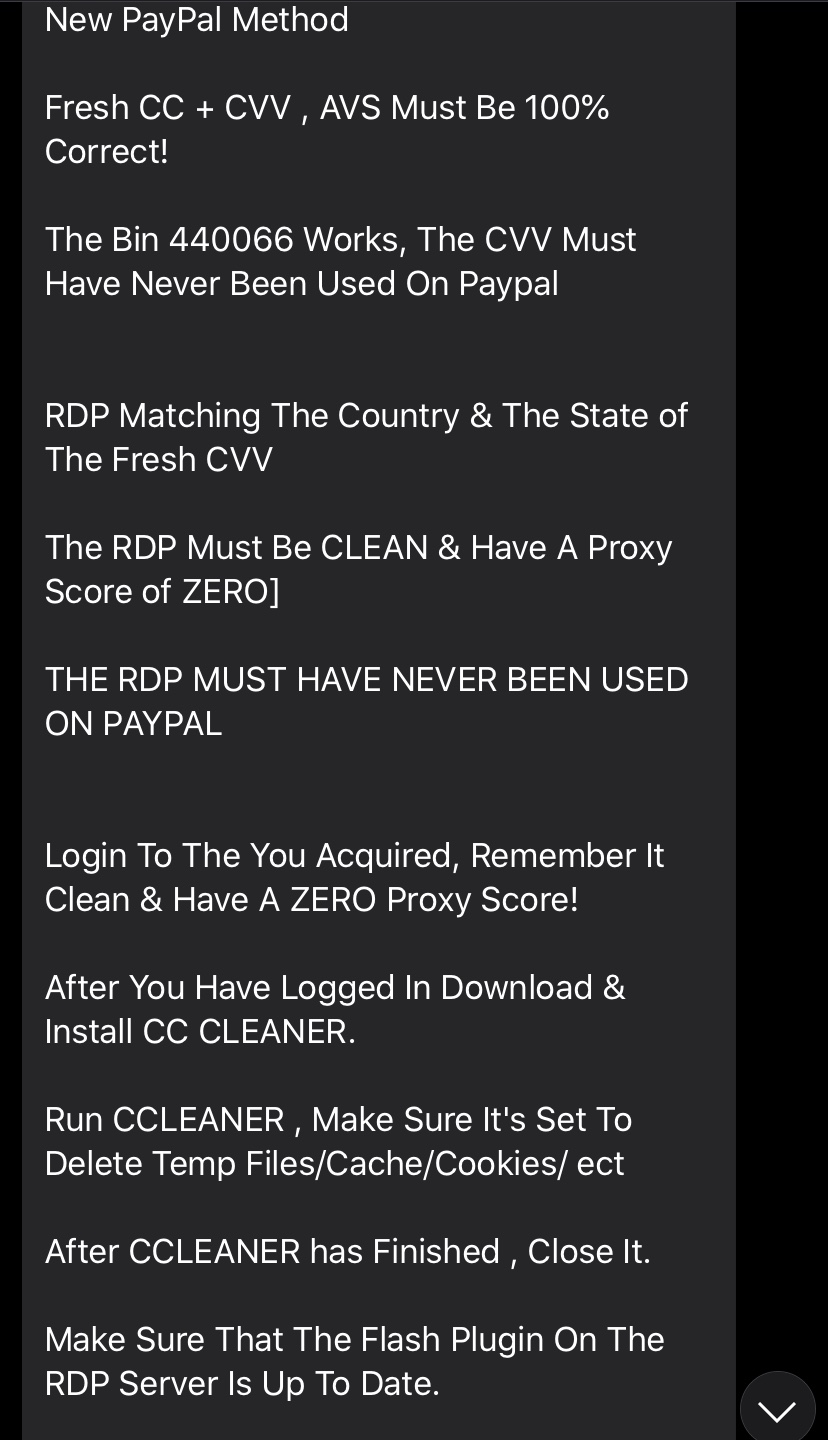 New PayPal Method
Fresh CC + CVV , AVS Must Be 100%
Correct!
The Bin 440066 Works, The CVV Must
Have Never Been Used On Paypal
RDP Matching The Country & The State of
The Fresh CVV
The RDP Must Be CLEAN & Have A Proxy
Score of ZERO]
THE RDP MUST HAVE NEVER BEEN USED
ON PAYPAL
Login To The You Acquired, Remember It
Clean & Have A ZERO Proxy Score!
After You Have Logged In Download &
Install CC CLEANER.
Run CCLEANER , Make Sure It's Set To
Delete Temp Files/Cache/Cookies/ ect
After CCLEANER has Finished , Close It.
Make Sure That The Flash Plugin On The
RDP Server Is Up To Date.